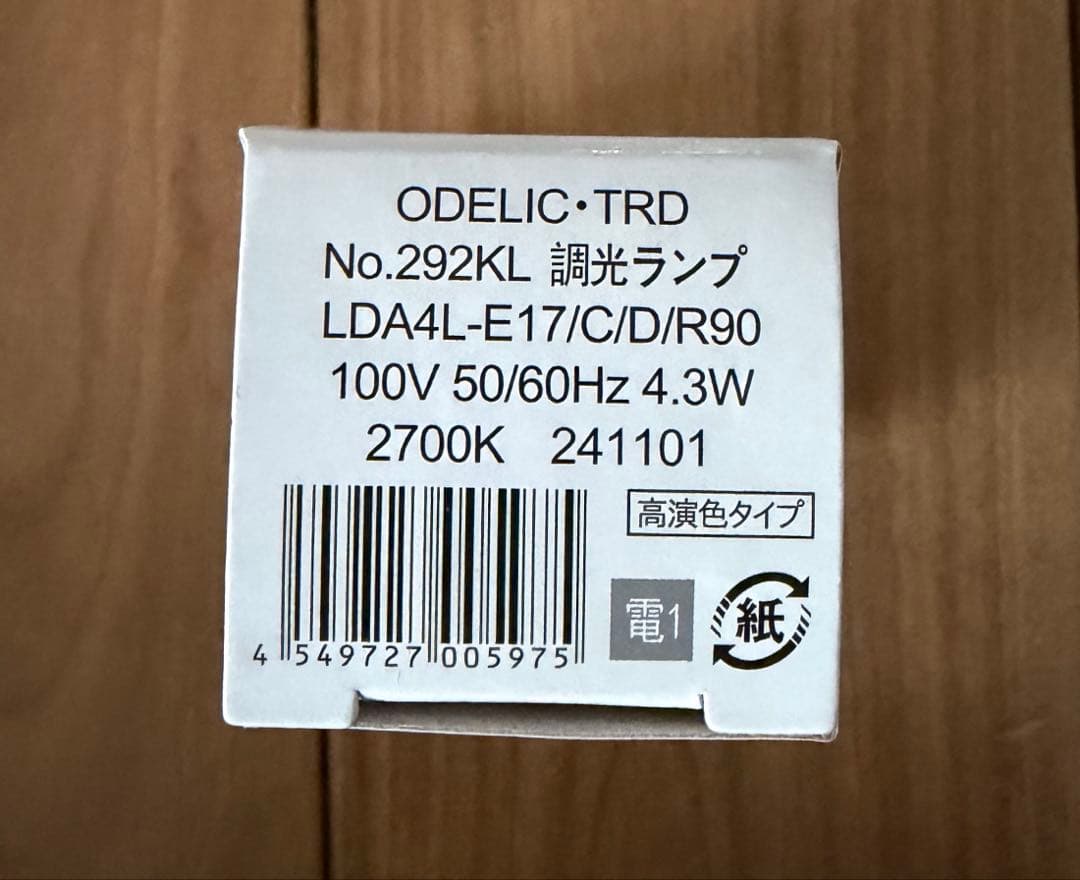 ODELIC・TRD
No.292KL 調光ランプ
LDA4L-E17/C/D/R90
100V 50/60Hz 4.3W
2700K 241101
高演色タイプ
電1
紙
4 549727 005975